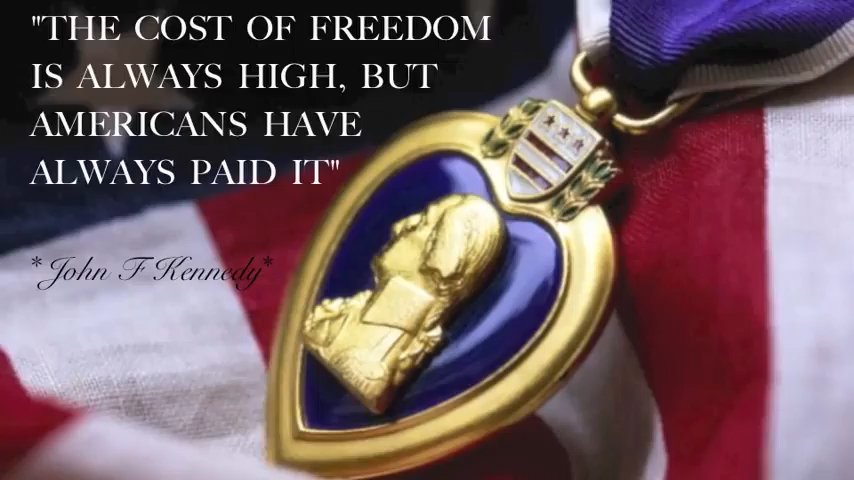 "THE COST OF FREEDOM
IS ALWAYS HIGH, BUT
AMERICANS HAVE
ALWAYS PAID IT"
*John F Kennedy*